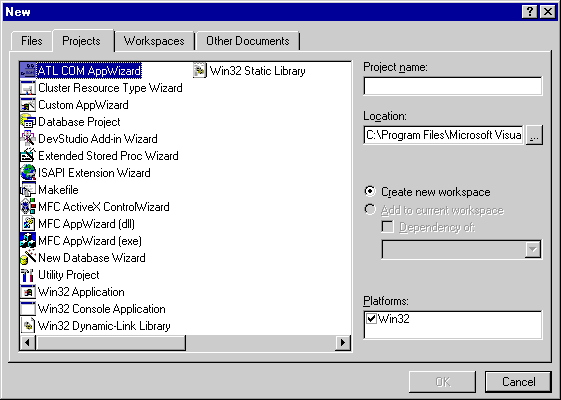 New
Files
Projects
Workspaces
Other Documents
ATL COM AppWizard
Cluster Resource Type Wizard
Custom AppWizard
Database Project
DevStudio Add-in Wizard
Extended Stored Proc Wizard
ISAPI Extension Wizard
Makefile
MFC ActiveX ControlWizard
MFC AppWizard (dll)
MFC AppWizard (exe)
New Database Wizard
Utility Project
Win32 Application
Win32 Console Application
Win32 Dynamic-Link Library
Win32 Static Library
Project name:
Location:
C:\Program Files\Microsoft Visua
...
Create new workspace
Add to current workspace
Dependency of:
Platforms:
Win32
OK
Cancel